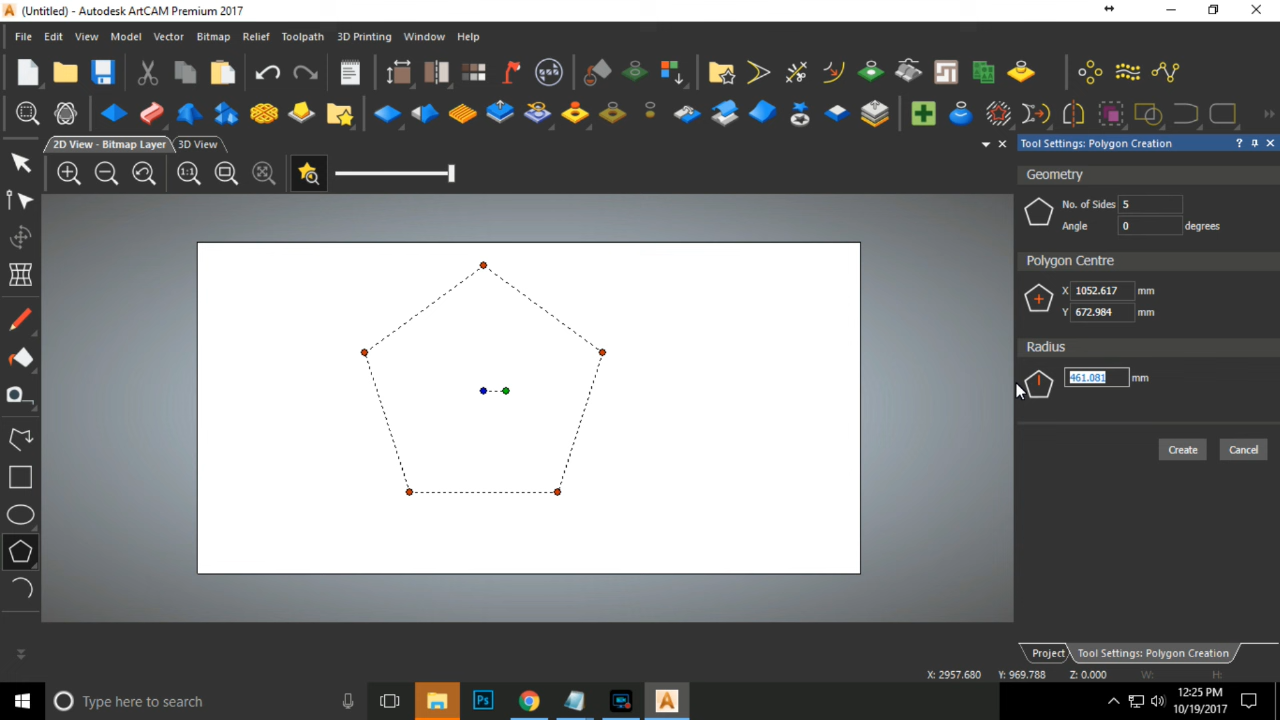 (Untitled) - Autodesk ArtCAM Premium 2017
File Edit View Model Vector Bitmap Relief Toolpath 3D Printing Window Help
2D View - Bitmap Layer 3D View
1:1
Tool Settings: Polygon Creation
Geometry
No. of Sides 5
Angle 0 degrees
Polygon Centre
X 1052.617 mm
Y 672.984 mm
Radius
461.081 mm
Create Cancel
Project Tool Settings: Polygon Creation
X: 2957.680 Y: 969.788 Z: 0.000 W: H:
Type here to search
Ps
12:25 PM
10/19/2017